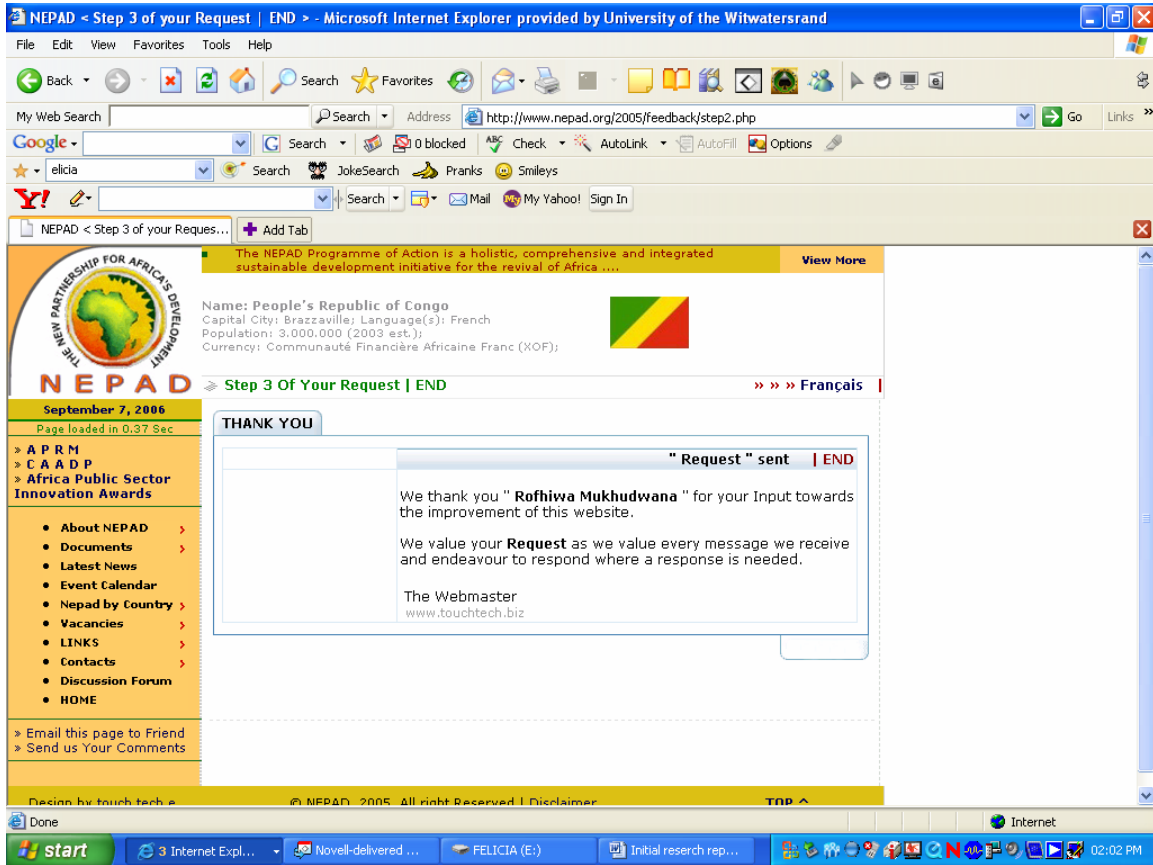 NEPAD < Step 3 of your Request | END > - Microsoft Internet Explorer provided by University of the Witwatersrand
File Edit View Favorites Tools Help
Back Search Favorites
My Web Search Search Address http://www.nepad.org/2005/feedback/step2.php Go Links »
Google Search 0 blocked Check AutoLink AutoFill Options
elicia Search JokeSearch Pranks Smileys
Y! Search Mail My Yahoo! Sign In
NEPAD < Step 3 of your Reques... Add Tab
THE NEW PARTNERSHIP FOR AFRICA'S DEVELOPMENT
NEPAD
The NEPAD Programme of Action is a holistic, comprehensive and integrated
sustainable development initiative for the revival of Africa ....
View More
Name: People's Republic of Congo
Capital City: Brazzaville; Language(s): French
Population: 3.000.000 (2003 est.);
Currency: Communauté Financière Africaine Franc (XOF);
Step 3 Of Your Request | END
» » » Français |
September 7, 2006
Page loaded in 0.37 Sec
» A P R M
» C A A D P
» Africa Public Sector
Innovation Awards
• About NEPAD ›
• Documents ›
• Latest News
• Event Calendar
• Nepad by Country ›
• Vacancies ›
• LINKS ›
• Contacts ›
• Discussion Forum
• HOME
» Email this page to Friend
» Send us Your Comments
THANK YOU
" Request " sent | END
We thank you " Rofhiwa Mukhudwana " for your Input towards
the improvement of this website.
We value your Request as we value every message we receive
and endeavour to respond where a response is needed.
The Webmaster
www.touchtech.biz
Design by touch tech e
© NEPAD, 2005. All right Reserved | Disclaimer
TOP ^
Done Internet
start 3 Internet Expl... Novell-delivered ... FELICIA (E:) Initial reserch rep... 02:02 PM